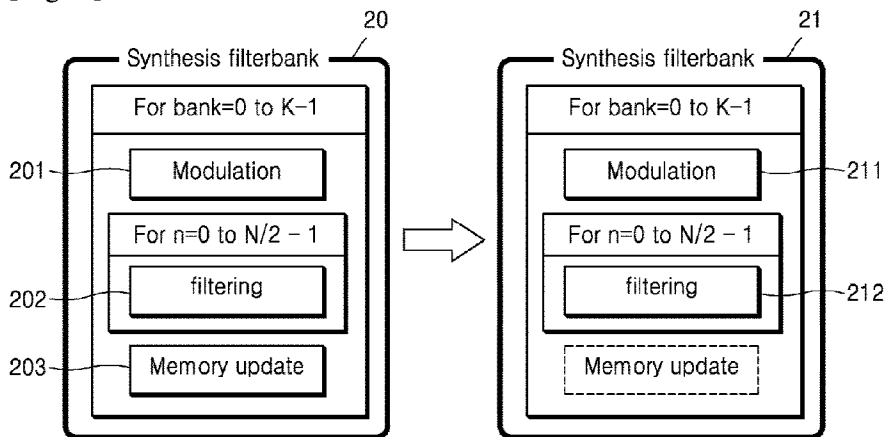 20
Synthesis filterbank
For bank=0 to K-1
201
Modulation
For n=0 to N/2 - 1
202
filtering
203
Memory update
21
Synthesis filterbank
For bank=0 to K-1
Modulation
211
For n=0 to N/2 - 1
filtering
212
Memory update